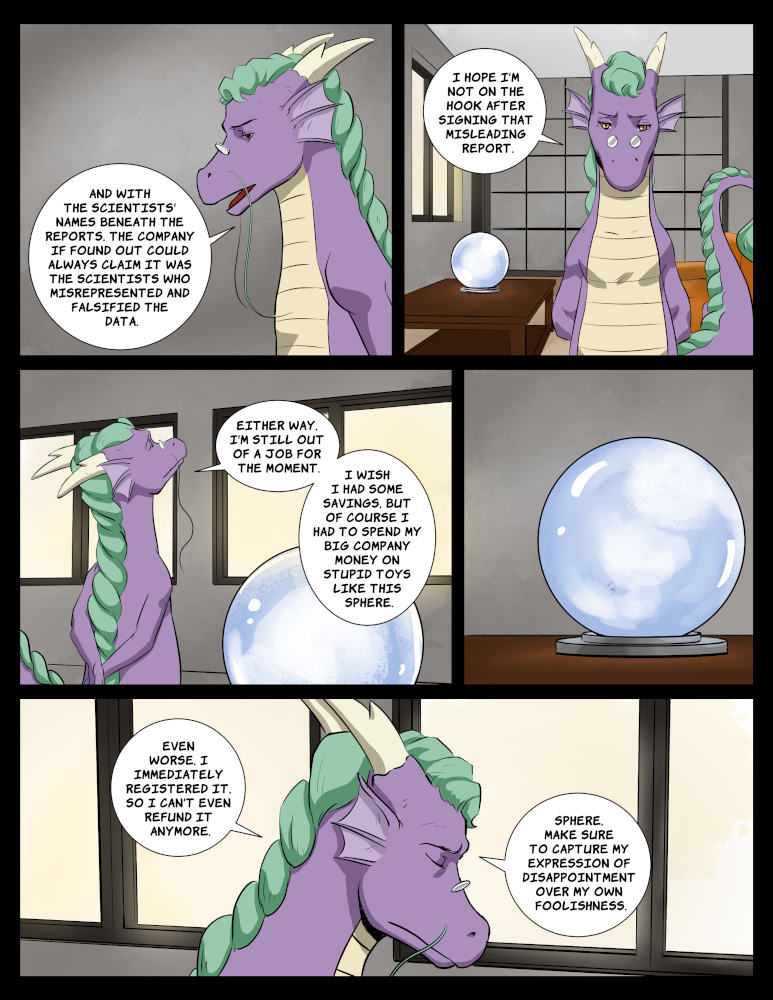 AND WITH
THE SCIENTISTS'
NAMES BENEATH THE
REPORTS, THE COMPANY
IF FOUND OUT COULD
ALWAYS CLAIM IT WAS
THE SCIENTISTS WHO
MISREPRESENTED AND
FALSIFIED THE
DATA.
I HOPE I'M
NOT ON THE
HOOK AFTER
SIGNING THAT
MISLEADING
REPORT.
EITHER WAY,
I'M STILL OUT
OF A JOB FOR
THE MOMENT.
I WISH
I HAD SOME
SAVINGS, BUT
OF COURSE I
HAD TO SPEND MY
BIG COMPANY
MONEY ON
STUPID TOYS
LIKE THIS
SPHERE.
EVEN
WORSE, I
IMMEDIATELY
REGISTERED IT,
SO I CAN'T EVEN
REFUND IT
ANYMORE.
SPHERE,
MAKE SURE
TO CAPTURE MY
EXPRESSION OF
DISAPPOINTMENT
OVER MY OWN
FOOLISHNESS.